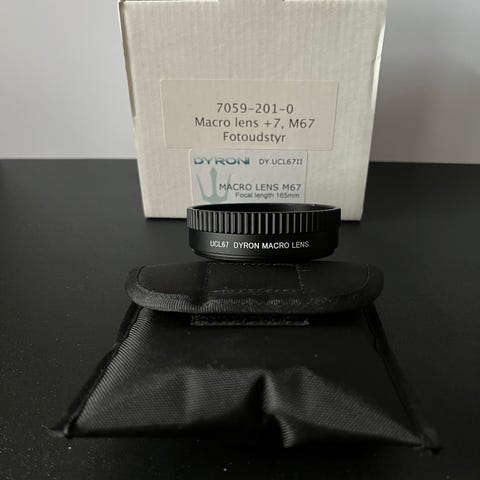 7059-201-0
Macro lens +7, M67
Fotoudstyr
DYRON DY.UCL67II
MACRO LENS M67
Focal length 165mm
UCL67 DYRON MACRO LENS